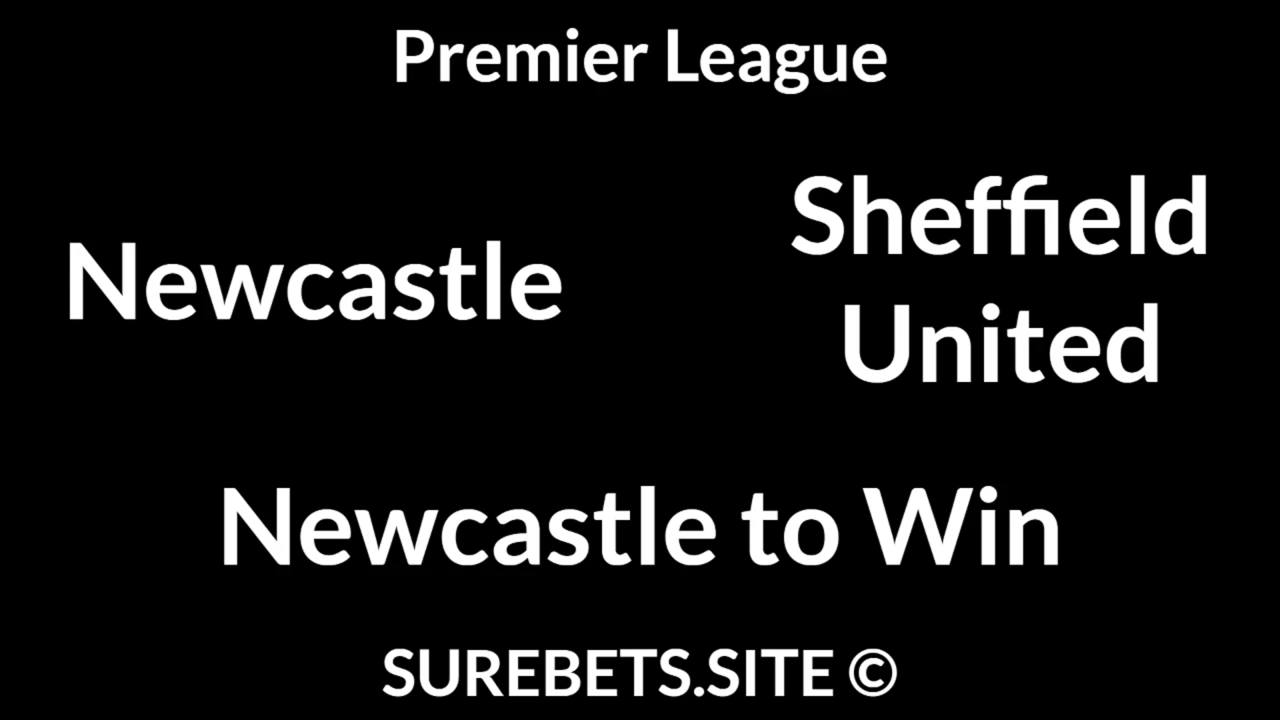 Premier League
Newcastle
Sheffield
United
Newcastle to Win
SUREBETS.SITE ©